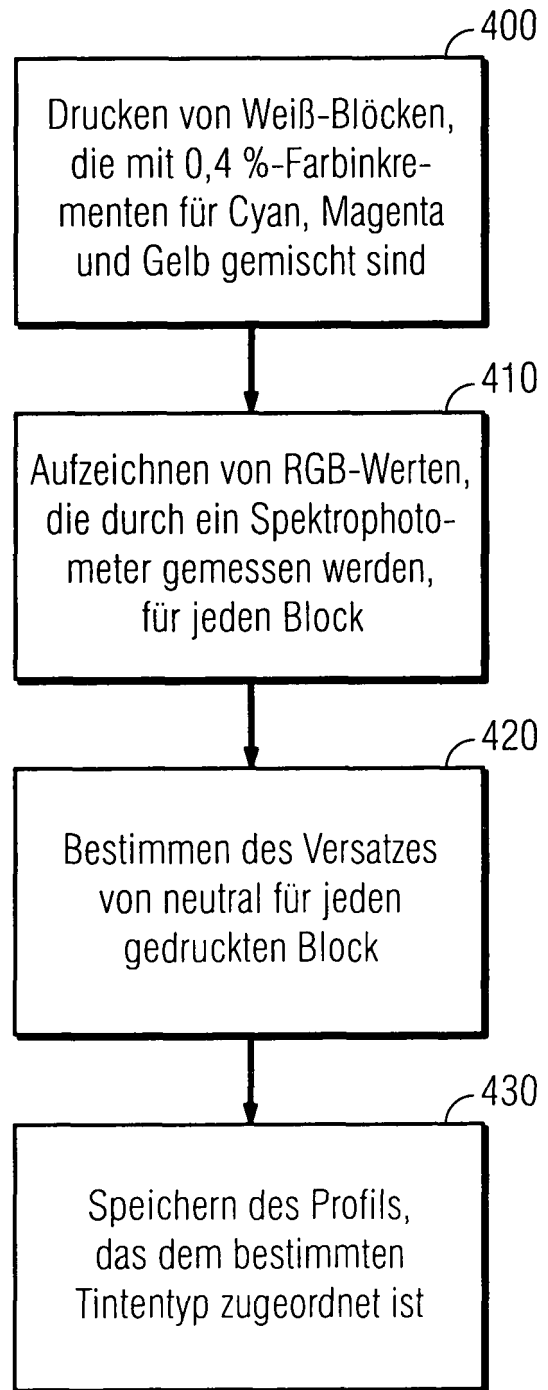 400
Drucken von Weiß-Blöcken,
die mit 0,4 %-Farbinkre-
menten für Cyan, Magenta
und Gelb gemischt sind
410
Aufzeichnen von RGB-Werten,
die durch ein Spektrophoto-
meter gemessen werden,
für jeden Block
420
Bestimmen des Versatzes
von neutral für jeden
gedruckten Block
430
Speichern des Profils,
das dem bestimmten
Tintentyp zugeordnet ist